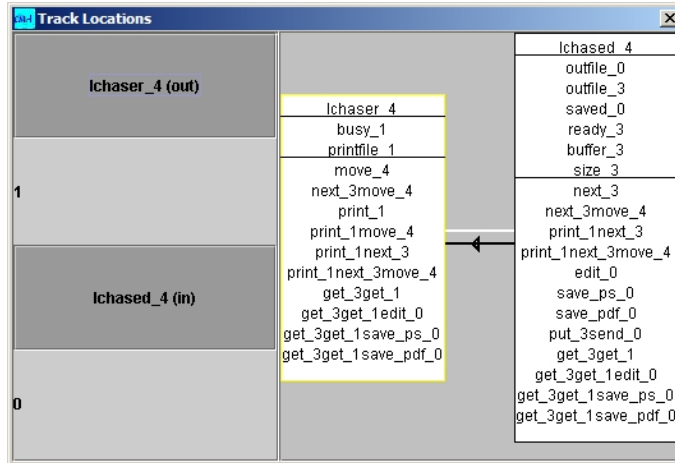 Track Locations
lchaser_4 (out)
1
lchased_4 (in)
0
lchaser_4
busy_1
printfile_1
move_4
next_3move_4
print_1
print_1move_4
print_1next_3
print_1next_3move_4
get_3get_1
get_3get_1edit_0
get_3get_1save_ps_0
get_3get_1save_pdf_0
lchased_4
outfile_0
outfile_3
saved_0
ready_3
buffer_3
size_3
next_3
next_3move_4
print_1next_3
print_1next_3move_4
edit_0
save_ps_0
save_pdf_0
put_3send_0
get_3get_1
get_3get_1edit_0
get_3get_1save_ps_0
get_3get_1save_pdf_0